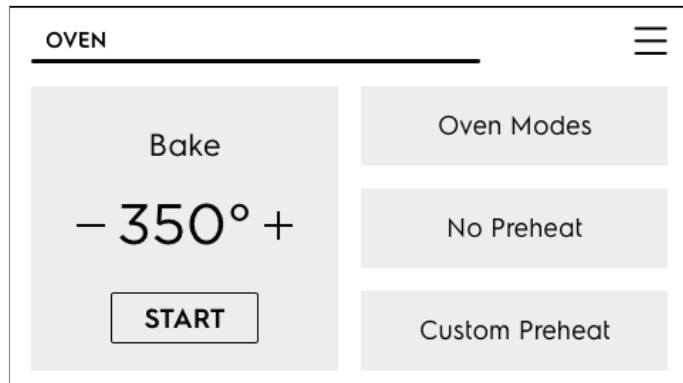 OVEN
Bake
− 350° +
START
Oven Modes
No Preheat
Custom Preheat